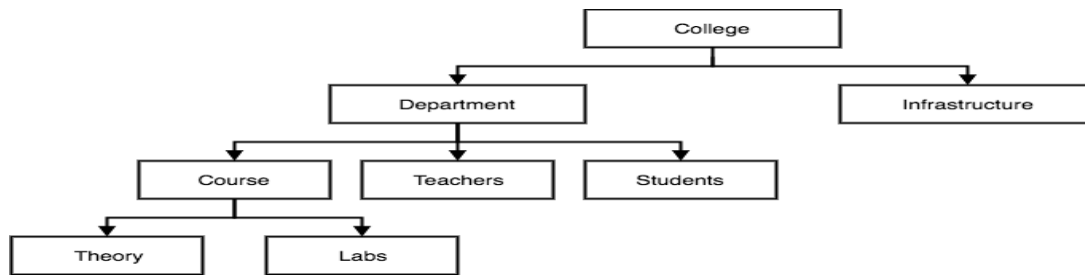 College
Department
Infrastructure
Course
Teachers
Students
Theory
Labs